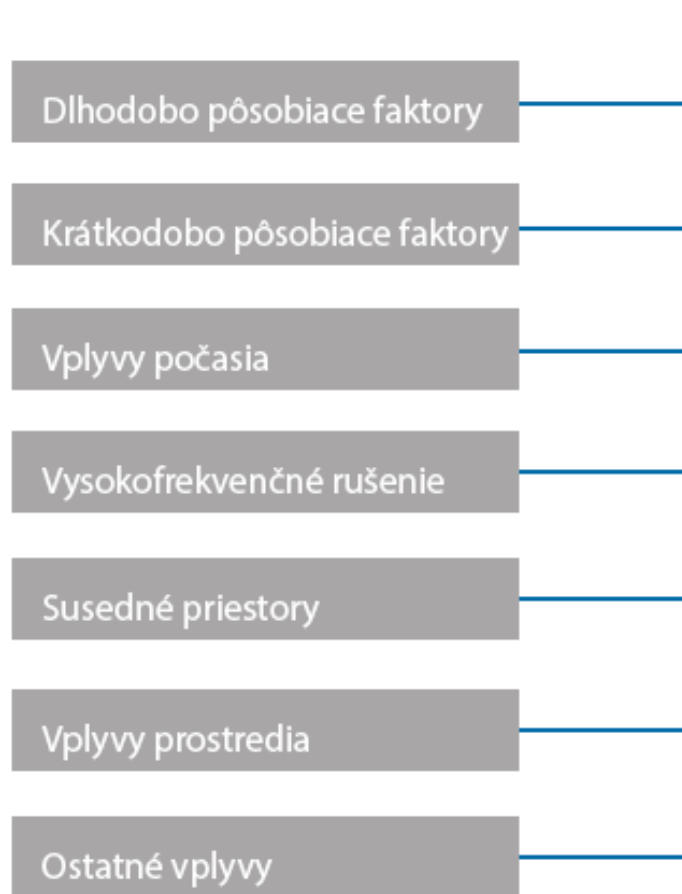 Dlhodobo pôsobiace faktory
Krátkodobo pôsobiace faktory
Vplyvy počasia
Vysokofrekvenčné rušenie
Susedné priestory
Vplyvy prostredia
Ostatné vplyvy